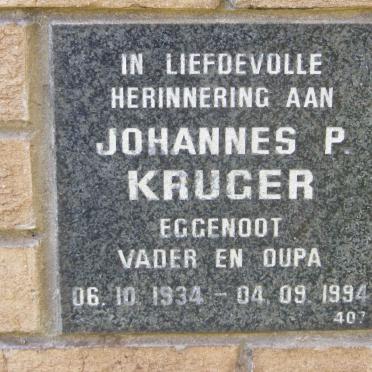 IN LIEFDEVOLLE
HERINNERING AAN
JOHANNES P.
KRUGER
EGGENOOT
VADER EN OUPA
06. 10. 1934 - 04. 09. 1994
407